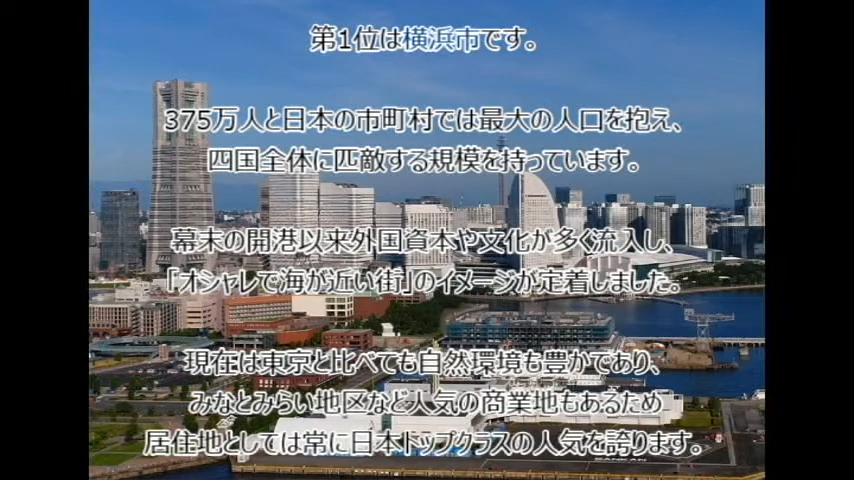 第1位は横浜市です。
375万人と日本の市町村では最大の人口を抱え、
四国全体に匹敵する規模を持っています。
幕末の開港以来外国資本や文化が多く流入し、
「オシャレで海が近い街」のイメージが定着しました。
現在は東京と比べても自然環境も豊かであり、
みなとみらい地区など人気の商業地もあるため
居住地としては常に日本トップクラスの人気を誇ります。